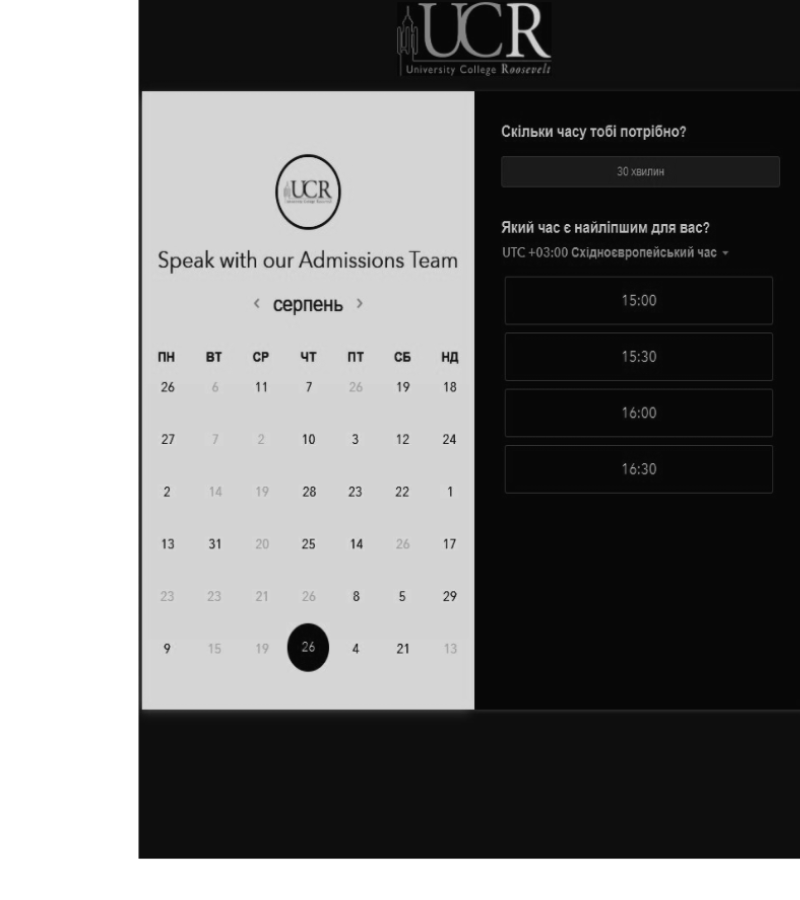 UCR
University College Roosevelt
UCR
Speak with our Admissions Team
‹ серпень ›
ПН ВТ СР ЧТ ПТ СБ НД
26 6 11 7 26 19 18
27 7 2 10 3 12 24
2 14 19 28 23 22 1
13 31 20 25 14 26 17
23 23 21 26 8 5 29
9 15 19 26 4 21 13
Скільки часу тобі потрібно?
30 хвилин
Який час є найліпшим для вас?
UTC +03:00 Східноєвропейський час
15:00
15:30
16:00
16:30